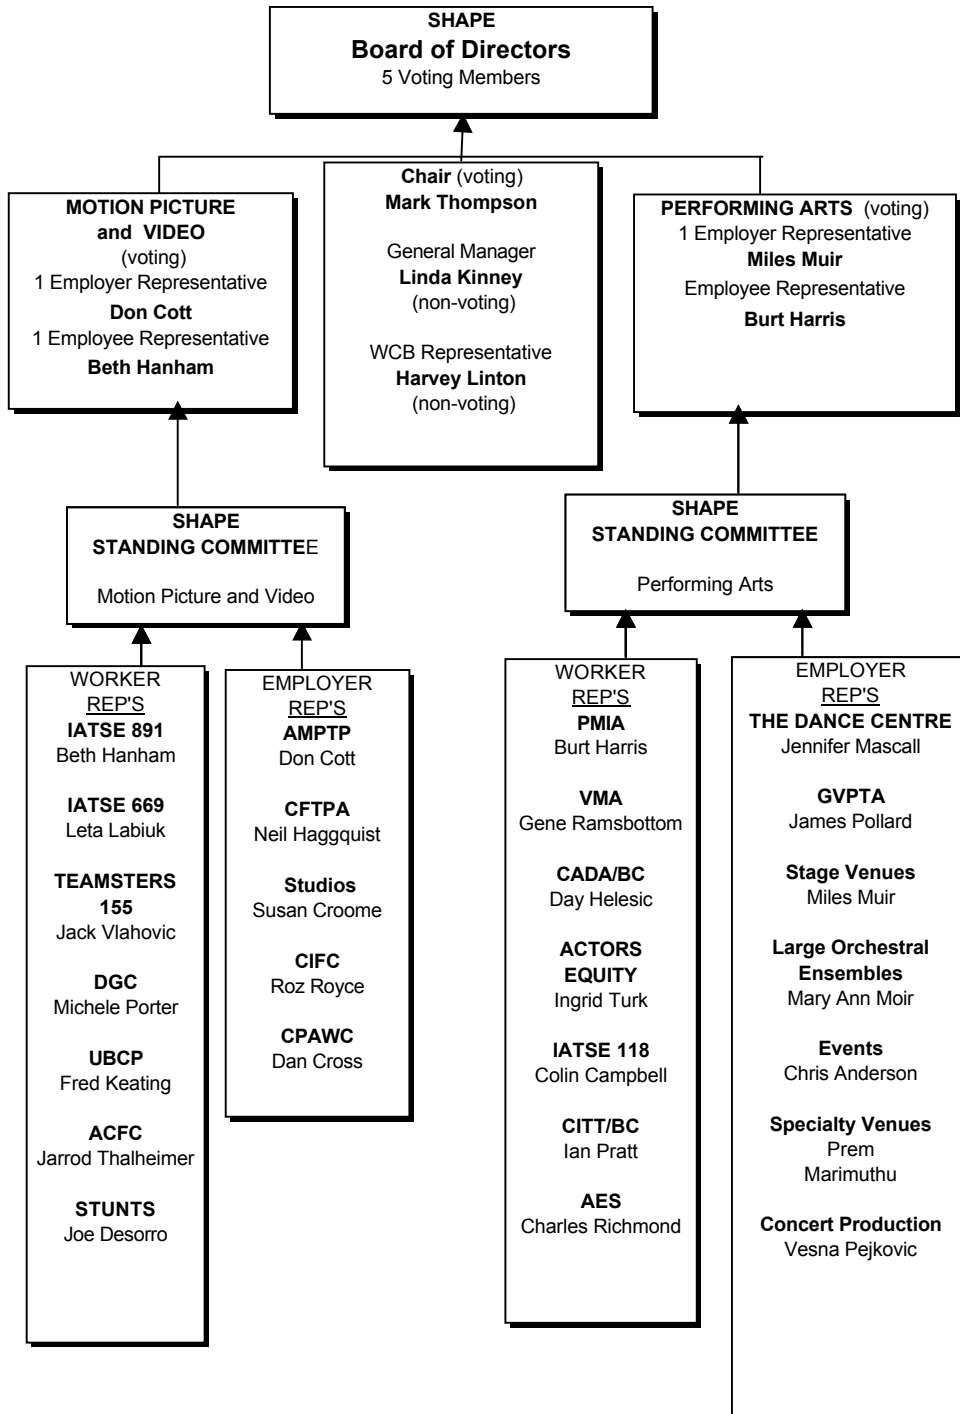 SHAPE
Board of Directors
5 Voting Members
MOTION PICTURE
and VIDEO
(voting)
1 Employer Representative
Don Cott
1 Employee Representative
Beth Hanham
Chair (voting)
Mark Thompson
General Manager
Linda Kinney
(non-voting)
WCB Representative
Harvey Linton
(non-voting)
PERFORMING ARTS (voting)
1 Employer Representative
Miles Muir
Employee Representative
Burt Harris
SHAPE
STANDING COMMITTEE
Motion Picture and Video
SHAPE
STANDING COMMITTEE
Performing Arts
WORKER
REP'S
IATSE 891
Beth Hanham
IATSE 669
Leta Labiuk
TEAMSTERS
155
Jack Vlahovic
DGC
Michele Porter
UBCP
Fred Keating
ACFC
Jarrod Thalheimer
STUNTS
Joe Desorro
EMPLOYER
REP'S
AMPTP
Don Cott
CFTPA
Neil Haggquist
Studios
Susan Croome
CIFC
Roz Royce
CPAWC
Dan Cross
WORKER
REP'S
PMIA
Burt Harris
VMA
Gene Ramsbottom
CADA/BC
Day Helesic
ACTORS
EQUITY
Ingrid Turk
IATSE 118
Colin Campbell
CITT/BC
Ian Pratt
AES
Charles Richmond
EMPLOYER
REP'S
THE DANCE CENTRE
Jennifer Mascall
GVPTA
James Pollard
Stage Venues
Miles Muir
Large Orchestral
Ensembles
Mary Ann Moir
Events
Chris Anderson
Specialty Venues
Prem
Marimuthu
Concert Production
Vesna Pejkovic